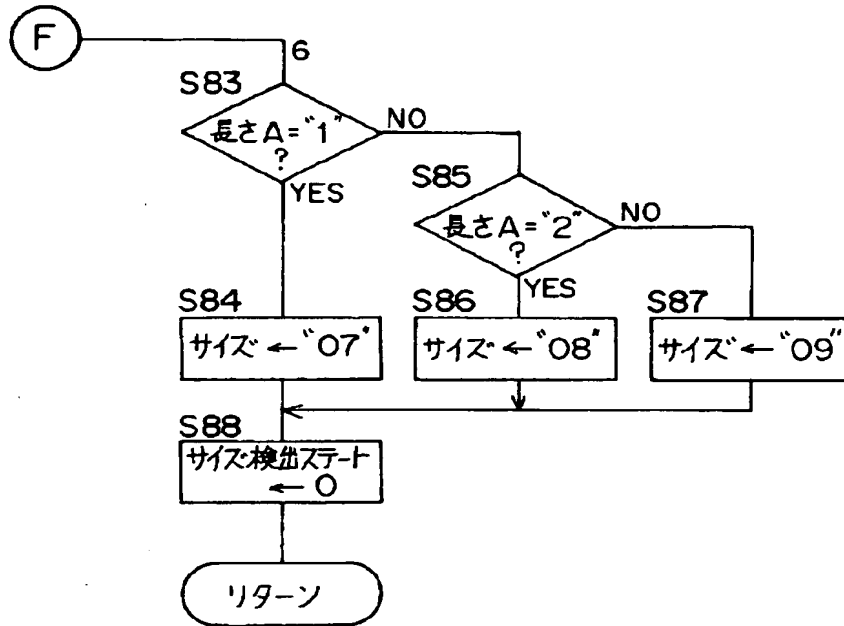 F
6
S83
長さA="1"
?
NO
YES
S85
長さA="2"
?
NO
YES
S84
サイズ←"07"
S86
サイズ←"08"
S87
サイズ←"09"
S88
サイズ検出ステート
←0
リターン